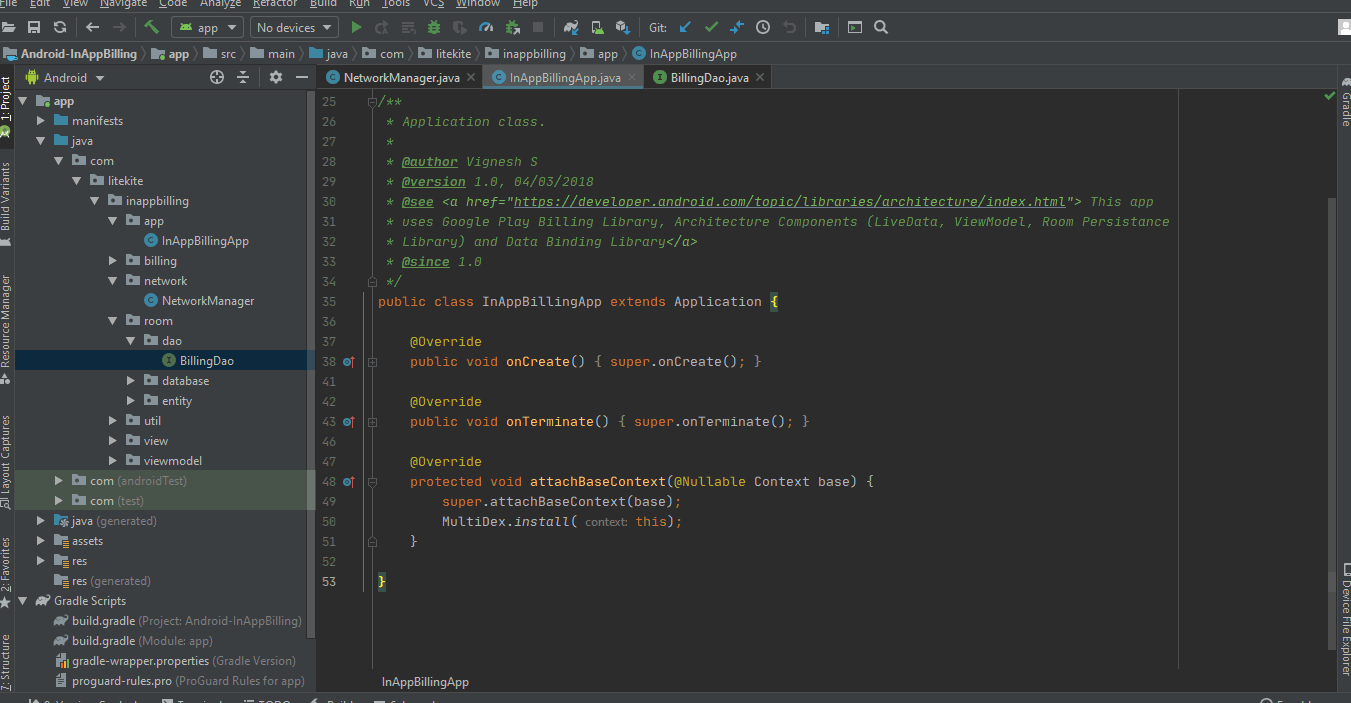 File Edit View Navigate Code Analyze Refactor Build Run Tools VCS Window Help
app No devices Git:
Android-InAppBilling app src main java com litekite inappbilling app InAppBillingApp
Android NetworkManager.java InAppBillingApp.java BillingDao.java
1: Project
Build Variants
Resource Manager
Layout Captures
2: Favorites
7: Structure
app
manifests
java
com
litekite
inappbilling
app
InAppBillingApp
billing
network
NetworkManager
room
dao
BillingDao
database
entity
util
view
viewmodel
com (androidTest)
com (test)
java (generated)
assets
res
res (generated)
Gradle Scripts
build.gradle (Project: Android-InAppBilling)
build.gradle (Module: app)
gradle-wrapper.properties (Gradle Version)
proguard-rules.pro (ProGuard Rules for app)
25 /**
26 * Application class.
27 *
28 * @author Vignesh S
29 * @version 1.0, 04/03/2018
30 * @see <a href="https://developer.android.com/topic/libraries/architecture/index.html"> This app
31 * uses Google Play Billing Library, Architecture Components (LiveData, ViewModel, Room Persistance
32 * Library) and Data Binding Library</a>
33 * @since 1.0
34 */
35 public class InAppBillingApp extends Application {
36
37 @Override
38 public void onCreate() { super.onCreate(); }
41
42 @Override
43 public void onTerminate() { super.onTerminate(); }
46
47 @Override
48 protected void attachBaseContext(@Nullable Context base) {
49 super.attachBaseContext(base);
50 MultiDex.install( context: this);
51 }
52
53 }
InAppBillingApp
Gradle
Device File Explorer